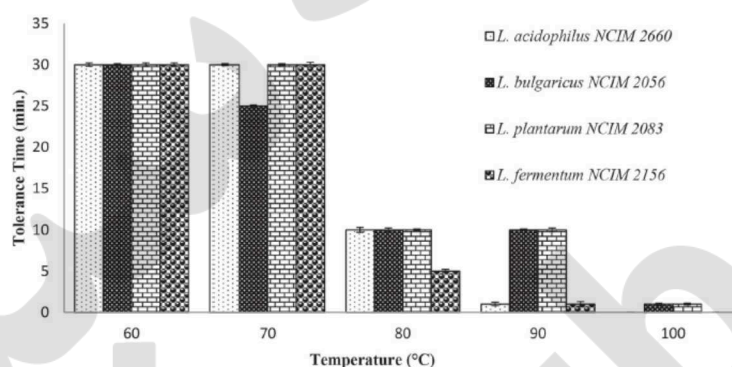 35
30
25
20
15
10
5
0
Tolerance Time (min.)
L. acidophilus NCIM 2660
L. bulgaricus NCIM 2056
L. plantarum NCIM 2083
L. fermentum NCIM 2156
60 70 80 90 100
Temperature (°C)